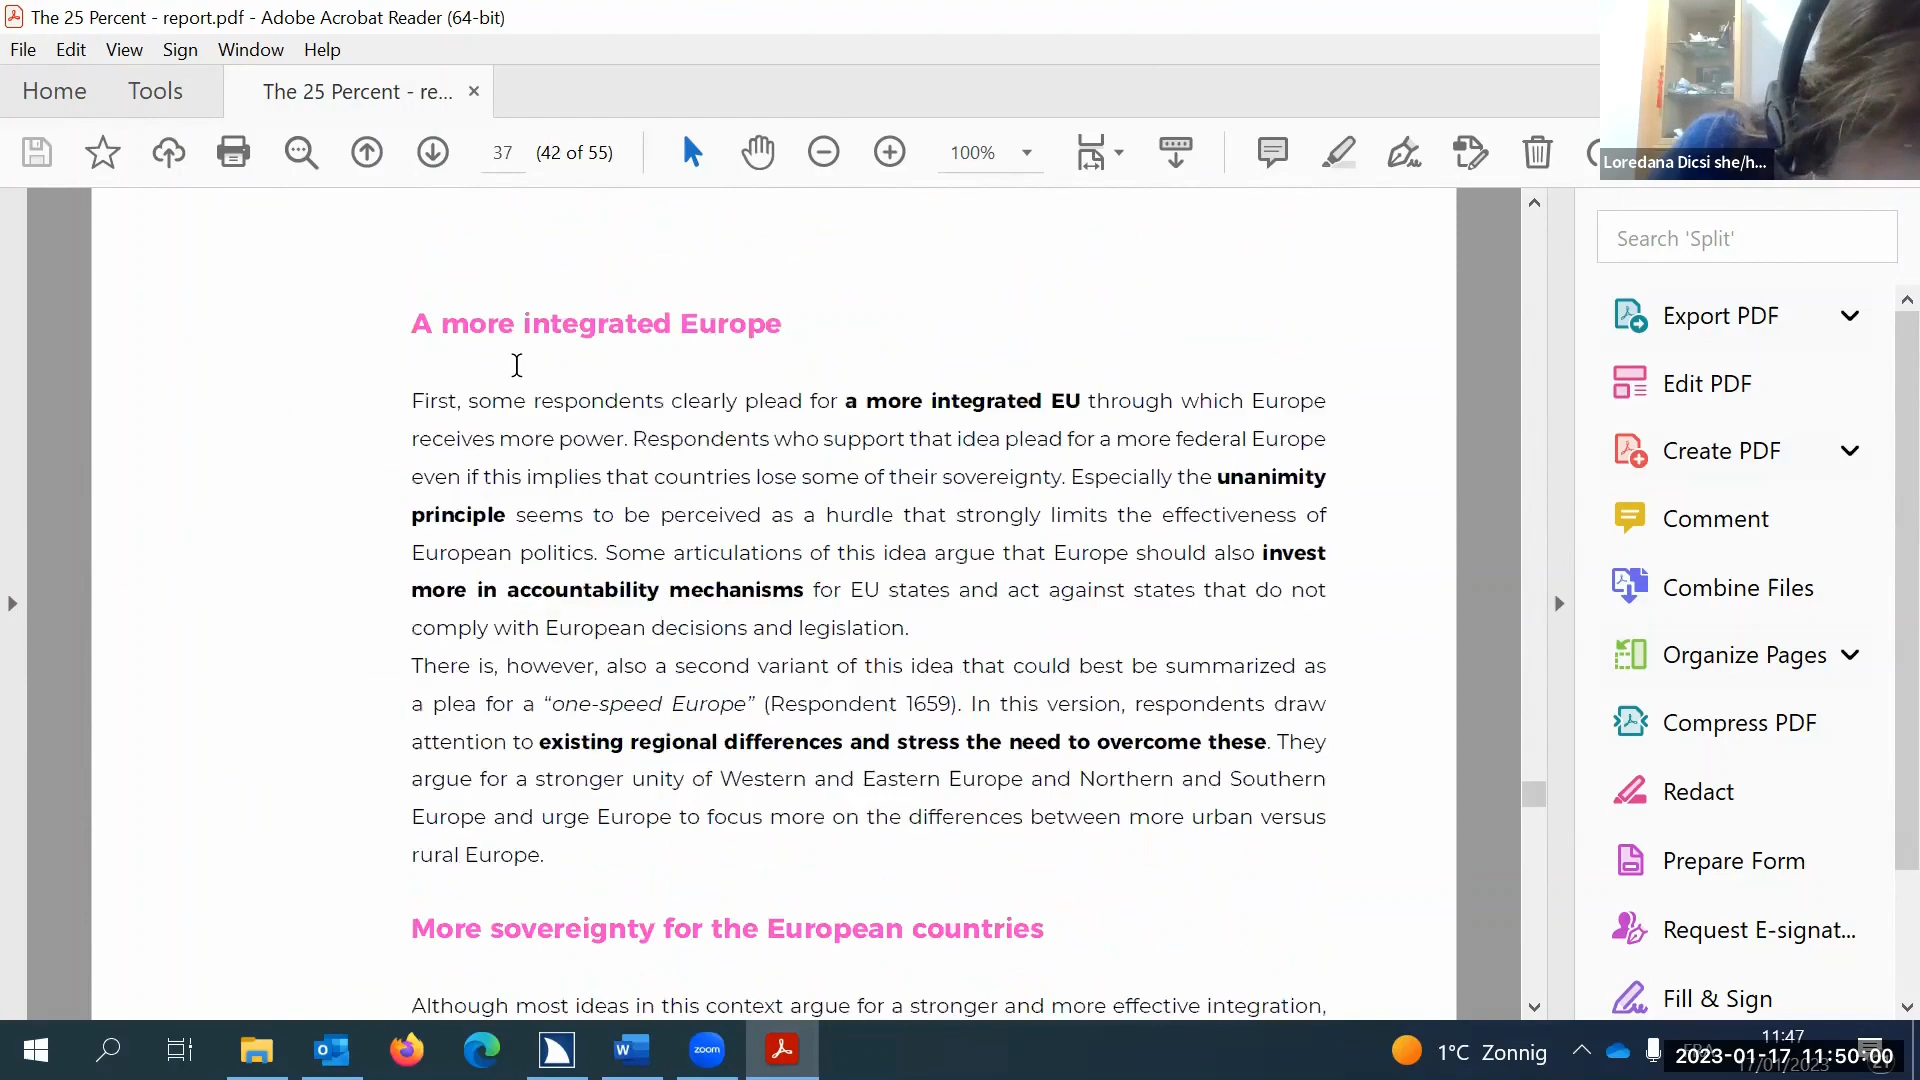 The 25 Percent - report.pdf - Adobe Acrobat Reader (64-bit)
File Edit View Sign Window Help
Home Tools The 25 Percent - re... ×
37 (42 of 55) 100%
Loredana Dicsi she/h...
Search 'Split'
Export PDF
Edit PDF
Create PDF
Comment
Combine Files
Organize Pages
Compress PDF
Redact
Prepare Form
Request E-signat...
Fill & Sign
A more integrated Europe
First, some respondents clearly plead for a more integrated EU through which Europe
receives more power. Respondents who support that idea plead for a more federal Europe
even if this implies that countries lose some of their sovereignty. Especially the unanimity
principle seems to be perceived as a hurdle that strongly limits the effectiveness of
European politics. Some articulations of this idea argue that Europe should also invest
more in accountability mechanisms for EU states and act against states that do not
comply with European decisions and legislation.
There is, however, also a second variant of this idea that could best be summarized as
a plea for a “one-speed Europe” (Respondent 1659). In this version, respondents draw
attention to existing regional differences and stress the need to overcome these. They
argue for a stronger unity of Western and Eastern Europe and Northern and Southern
Europe and urge Europe to focus more on the differences between more urban versus
rural Europe.
More sovereignty for the European countries
Although most ideas in this context argue for a stronger and more effective integration,
zoom
1°C Zonnig
11:47
2023-01-17 11:50:00
17/01/2023